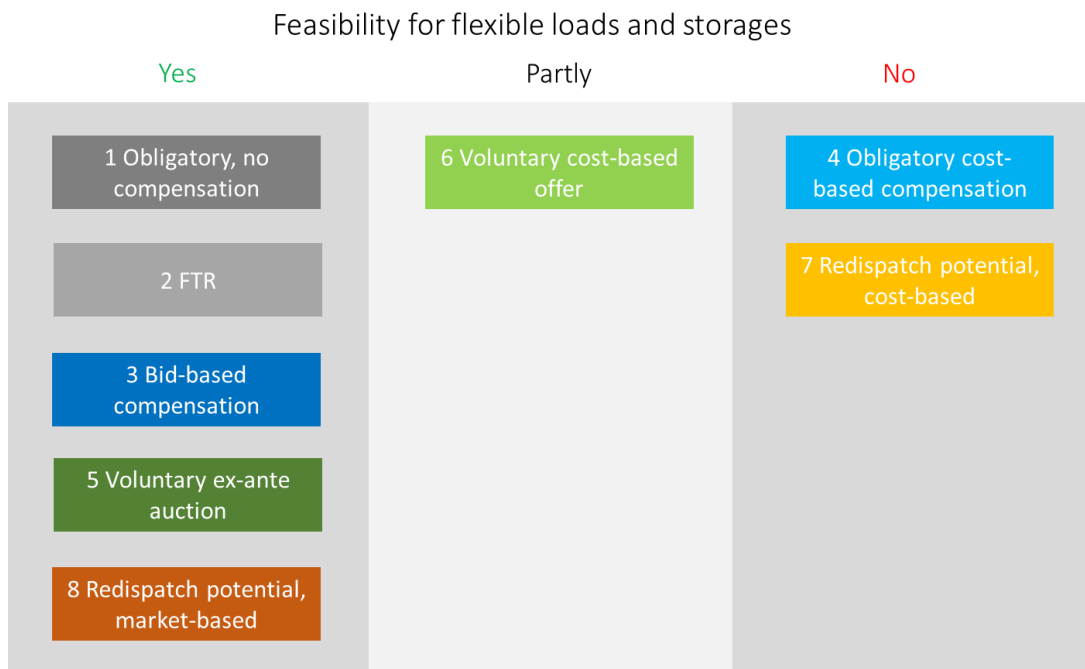 Feasibility for flexible loads and storages
Yes
Partly
No
1 Obligatory, no
compensation
2 FTR
3 Bid-based
compensation
5 Voluntary ex-ante
auction
8 Redispatch potential,
market-based
6 Voluntary cost-based
offer
4 Obligatory cost-
based compensation
7 Redispatch potential,
cost-based